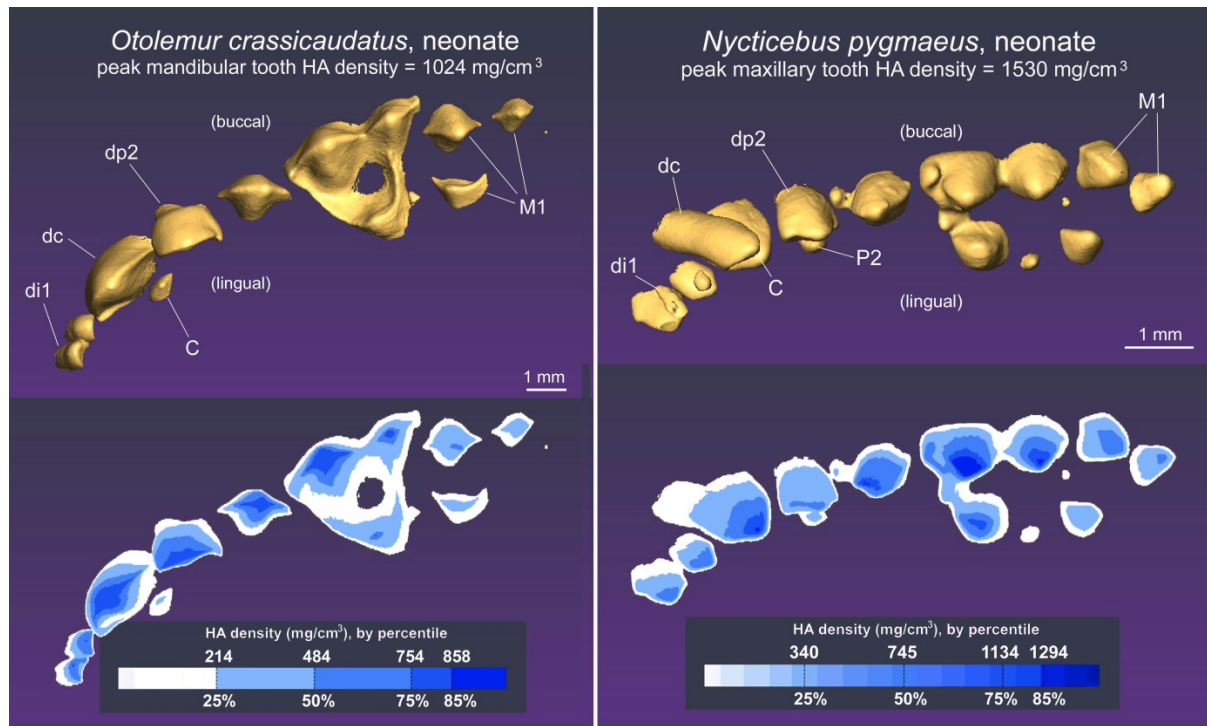 Otolemur crassicaudatus, neonate
peak mandibular tooth HA density = 1024 mg/cm³
(buccal)
dp2
M1
dc
(lingual)
di1
C
1 mm
HA density (mg/cm³), by percentile
214 484 754 858
25% 50% 75% 85%
Nycticebus pygmaeus, neonate
peak maxillary tooth HA density = 1530 mg/cm³
M1
(buccal)
dp2
dc
P2
di1
C
(lingual)
1 mm
HA density (mg/cm³), by percentile
340 745 1134 1294
25% 50% 75% 85%